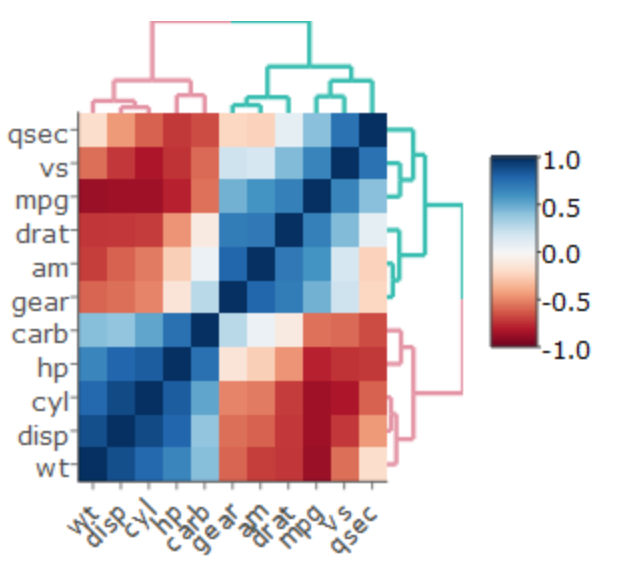 qsec
vs
mpg
drat
am
gear
carb
hp
cyl
disp
wt
wt disp cyl hp carb gear am drat mpg vs qsec
1.0
0.5
0.0
-0.5
-1.0